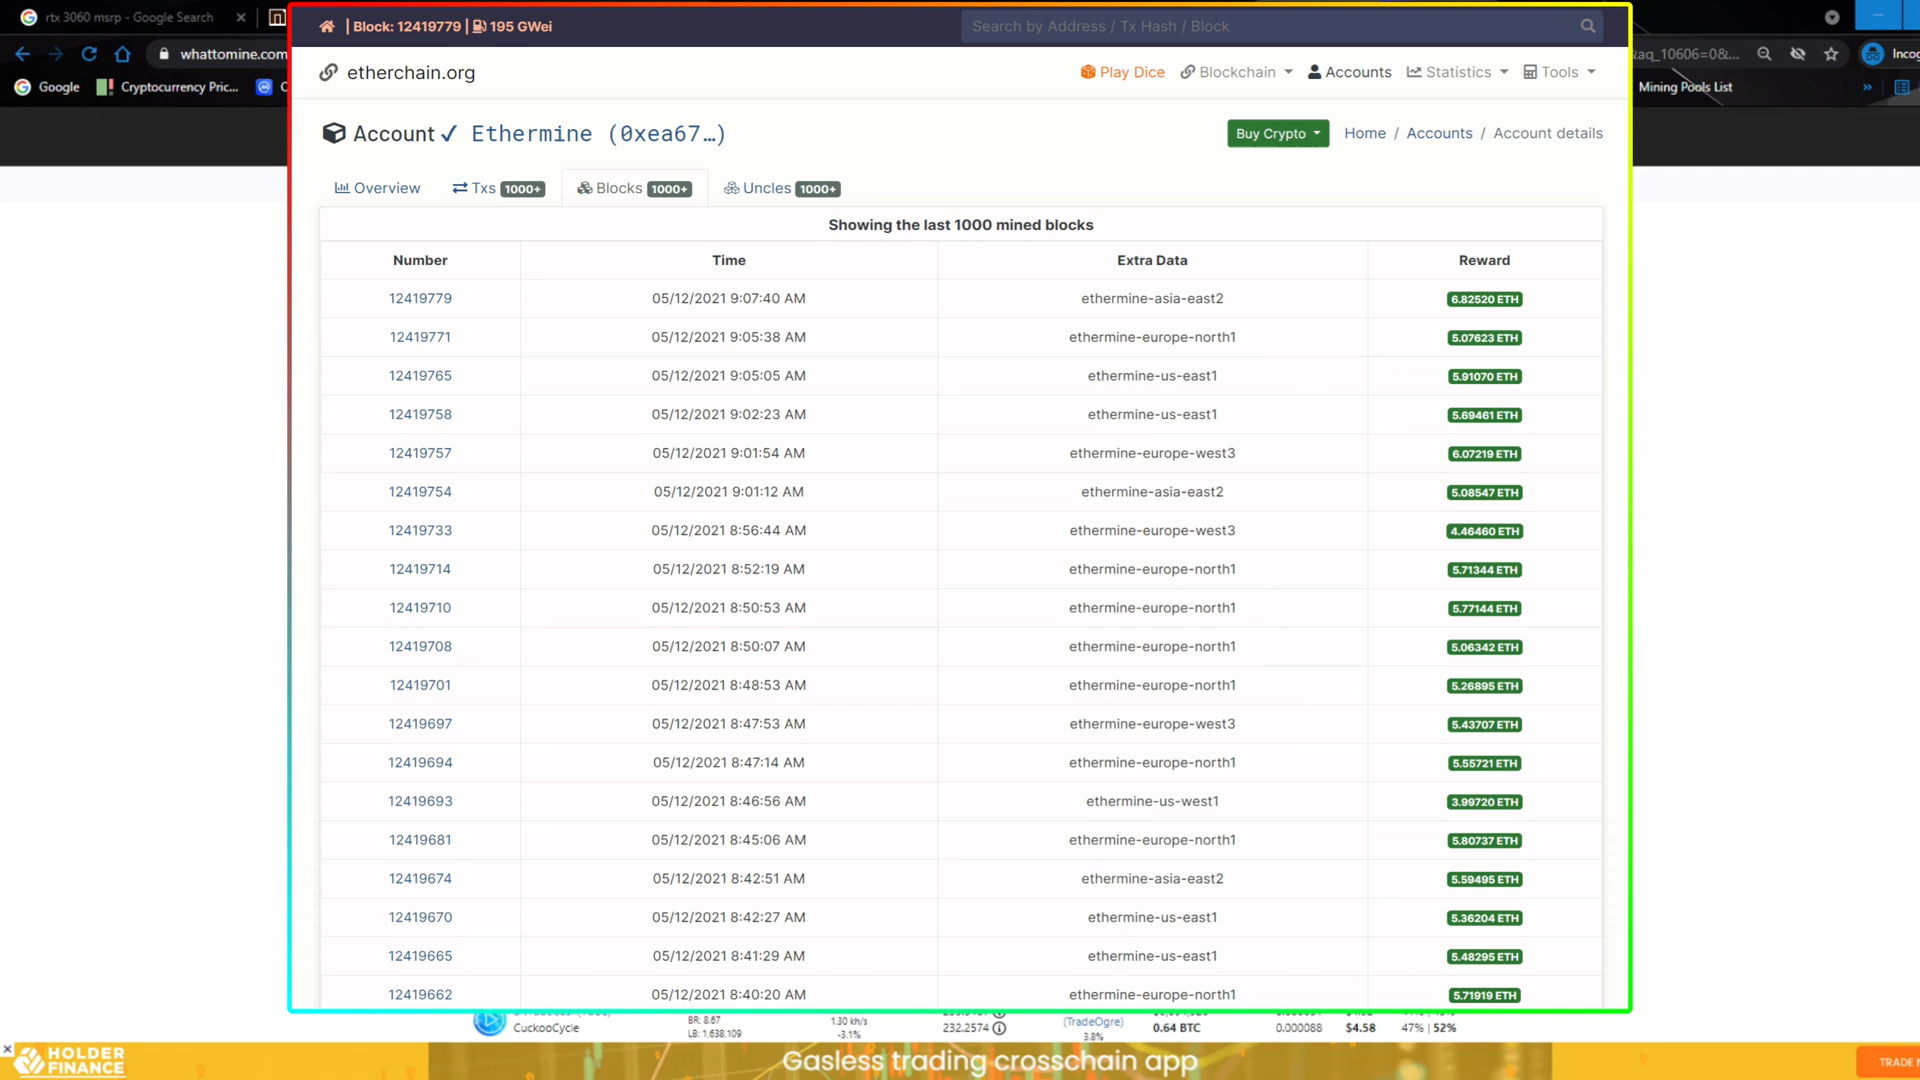 rtx 3060 msrp - Google Search
whattomine.com
aq_10606=0&...
Google
Cryptocurrency Pric...
Mining Pools List
| Block: 12419779 | 195 GWei
Search by Address / Tx Hash / Block
etherchain.org
Play Dice
Blockchain
Accounts
Statistics
Tools
Account ✓ Ethermine (0xea67…)
Buy Crypto
Home / Accounts / Account details
Overview
Txs 1000+
Blocks 1000+
Uncles 1000+
Showing the last 1000 mined blocks
Number Time Extra Data Reward
12419779 05/12/2021 9:07:40 AM ethermine-asia-east2 6.82520 ETH
12419771 05/12/2021 9:05:38 AM ethermine-europe-north1 5.07623 ETH
12419765 05/12/2021 9:05:05 AM ethermine-us-east1 5.91070 ETH
12419758 05/12/2021 9:02:23 AM ethermine-us-east1 5.69461 ETH
12419757 05/12/2021 9:01:54 AM ethermine-europe-west3 6.07219 ETH
12419754 05/12/2021 9:01:12 AM ethermine-asia-east2 5.08547 ETH
12419733 05/12/2021 8:56:44 AM ethermine-europe-west3 4.46460 ETH
12419714 05/12/2021 8:52:19 AM ethermine-europe-north1 5.71344 ETH
12419710 05/12/2021 8:50:53 AM ethermine-europe-north1 5.77144 ETH
12419708 05/12/2021 8:50:07 AM ethermine-europe-north1 5.06342 ETH
12419701 05/12/2021 8:48:53 AM ethermine-europe-north1 5.26895 ETH
12419697 05/12/2021 8:47:53 AM ethermine-europe-west3 5.43707 ETH
12419694 05/12/2021 8:47:14 AM ethermine-europe-north1 5.55721 ETH
12419693 05/12/2021 8:46:56 AM ethermine-us-west1 3.99720 ETH
12419681 05/12/2021 8:45:06 AM ethermine-europe-north1 5.80737 ETH
12419674 05/12/2021 8:42:51 AM ethermine-asia-east2 5.59495 ETH
12419670 05/12/2021 8:42:27 AM ethermine-us-east1 5.36204 ETH
12419665 05/12/2021 8:41:29 AM ethermine-us-east1 5.48295 ETH
12419662 05/12/2021 8:40:20 AM ethermine-europe-north1 5.71919 ETH
CuckooCycle
BR: 8.67
LB: 1,638,109
1.30 kh/s
-3.1%
232.2574
(TradeOgre)
3.8%
0.64 BTC
0.000088
$4.58
47% | 52%
HOLDER
FINANCE
Gasless trading crosschain app
TRADE